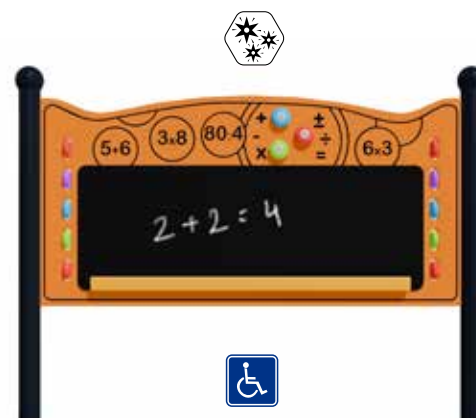 + ±
5+6 3x8 80-4 - ÷ 6x3
x =
2+2=4